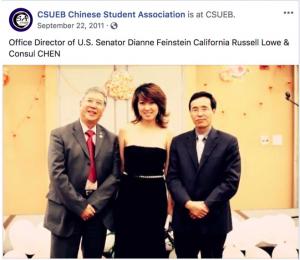 CSUEB Chinese Student Association is at CSUEB.
September 22, 2011 ·
Office Director of U.S. Senator Dianne Feinstein California Russell Lowe &
Consul CHEN